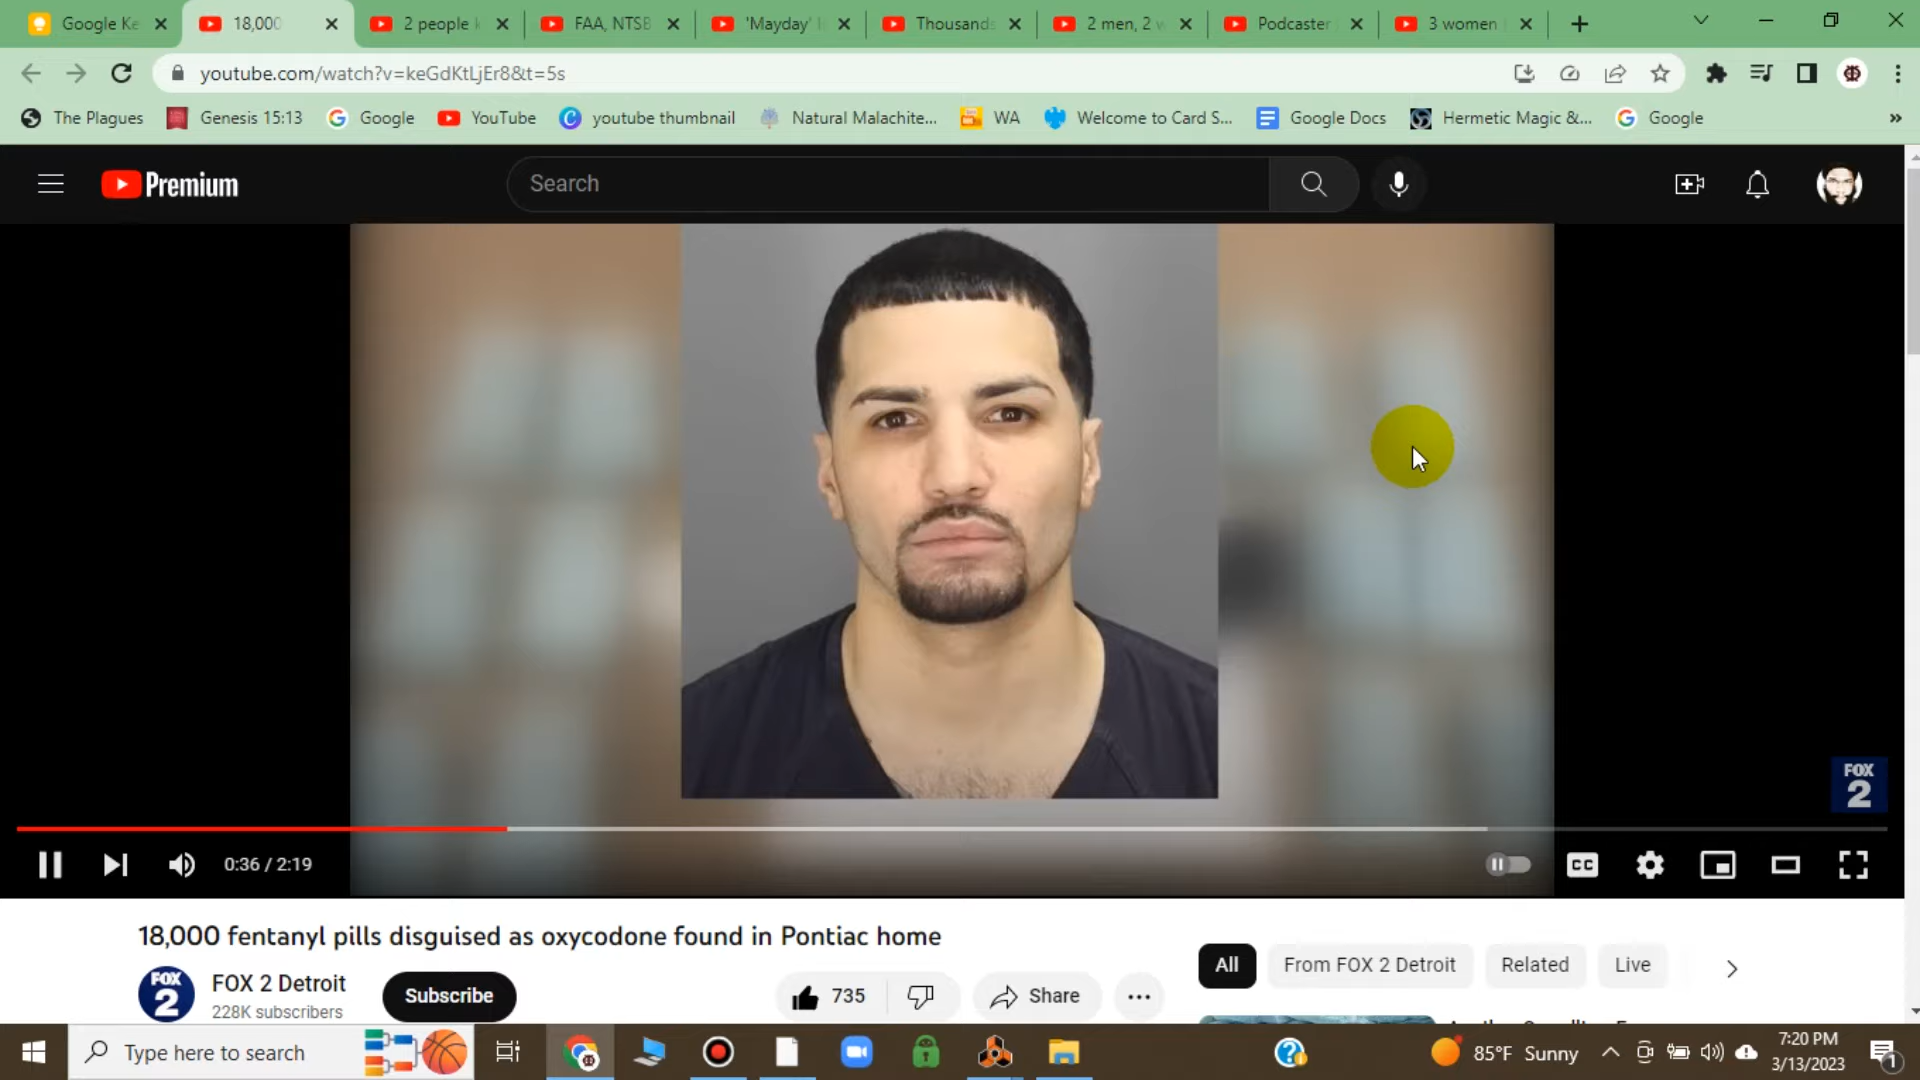 Google Ke
18,000
2 people k
FAA, NTSB
'Mayday'
Thousands
2 men, 2 w
Podcaster
3 women
youtube.com/watch?v=keGdKtLjEr8&t=5s
The Plagues
Genesis 15:13
Google
YouTube
youtube thumbnail
Natural Malachite...
WA
Welcome to Card S...
Google Docs
Hermetic Magic &...
Google
»
Premium
Search
FOX
2
0:36 / 2:19
CC
18,000 fentanyl pills disguised as oxycodone found in Pontiac home
FOX
2
FOX 2 Detroit
228K subscribers
Subscribe
735
Share
All
From FOX 2 Detroit
Related
Live
Type here to search
85°F Sunny
7:20 PM
3/13/2023
1